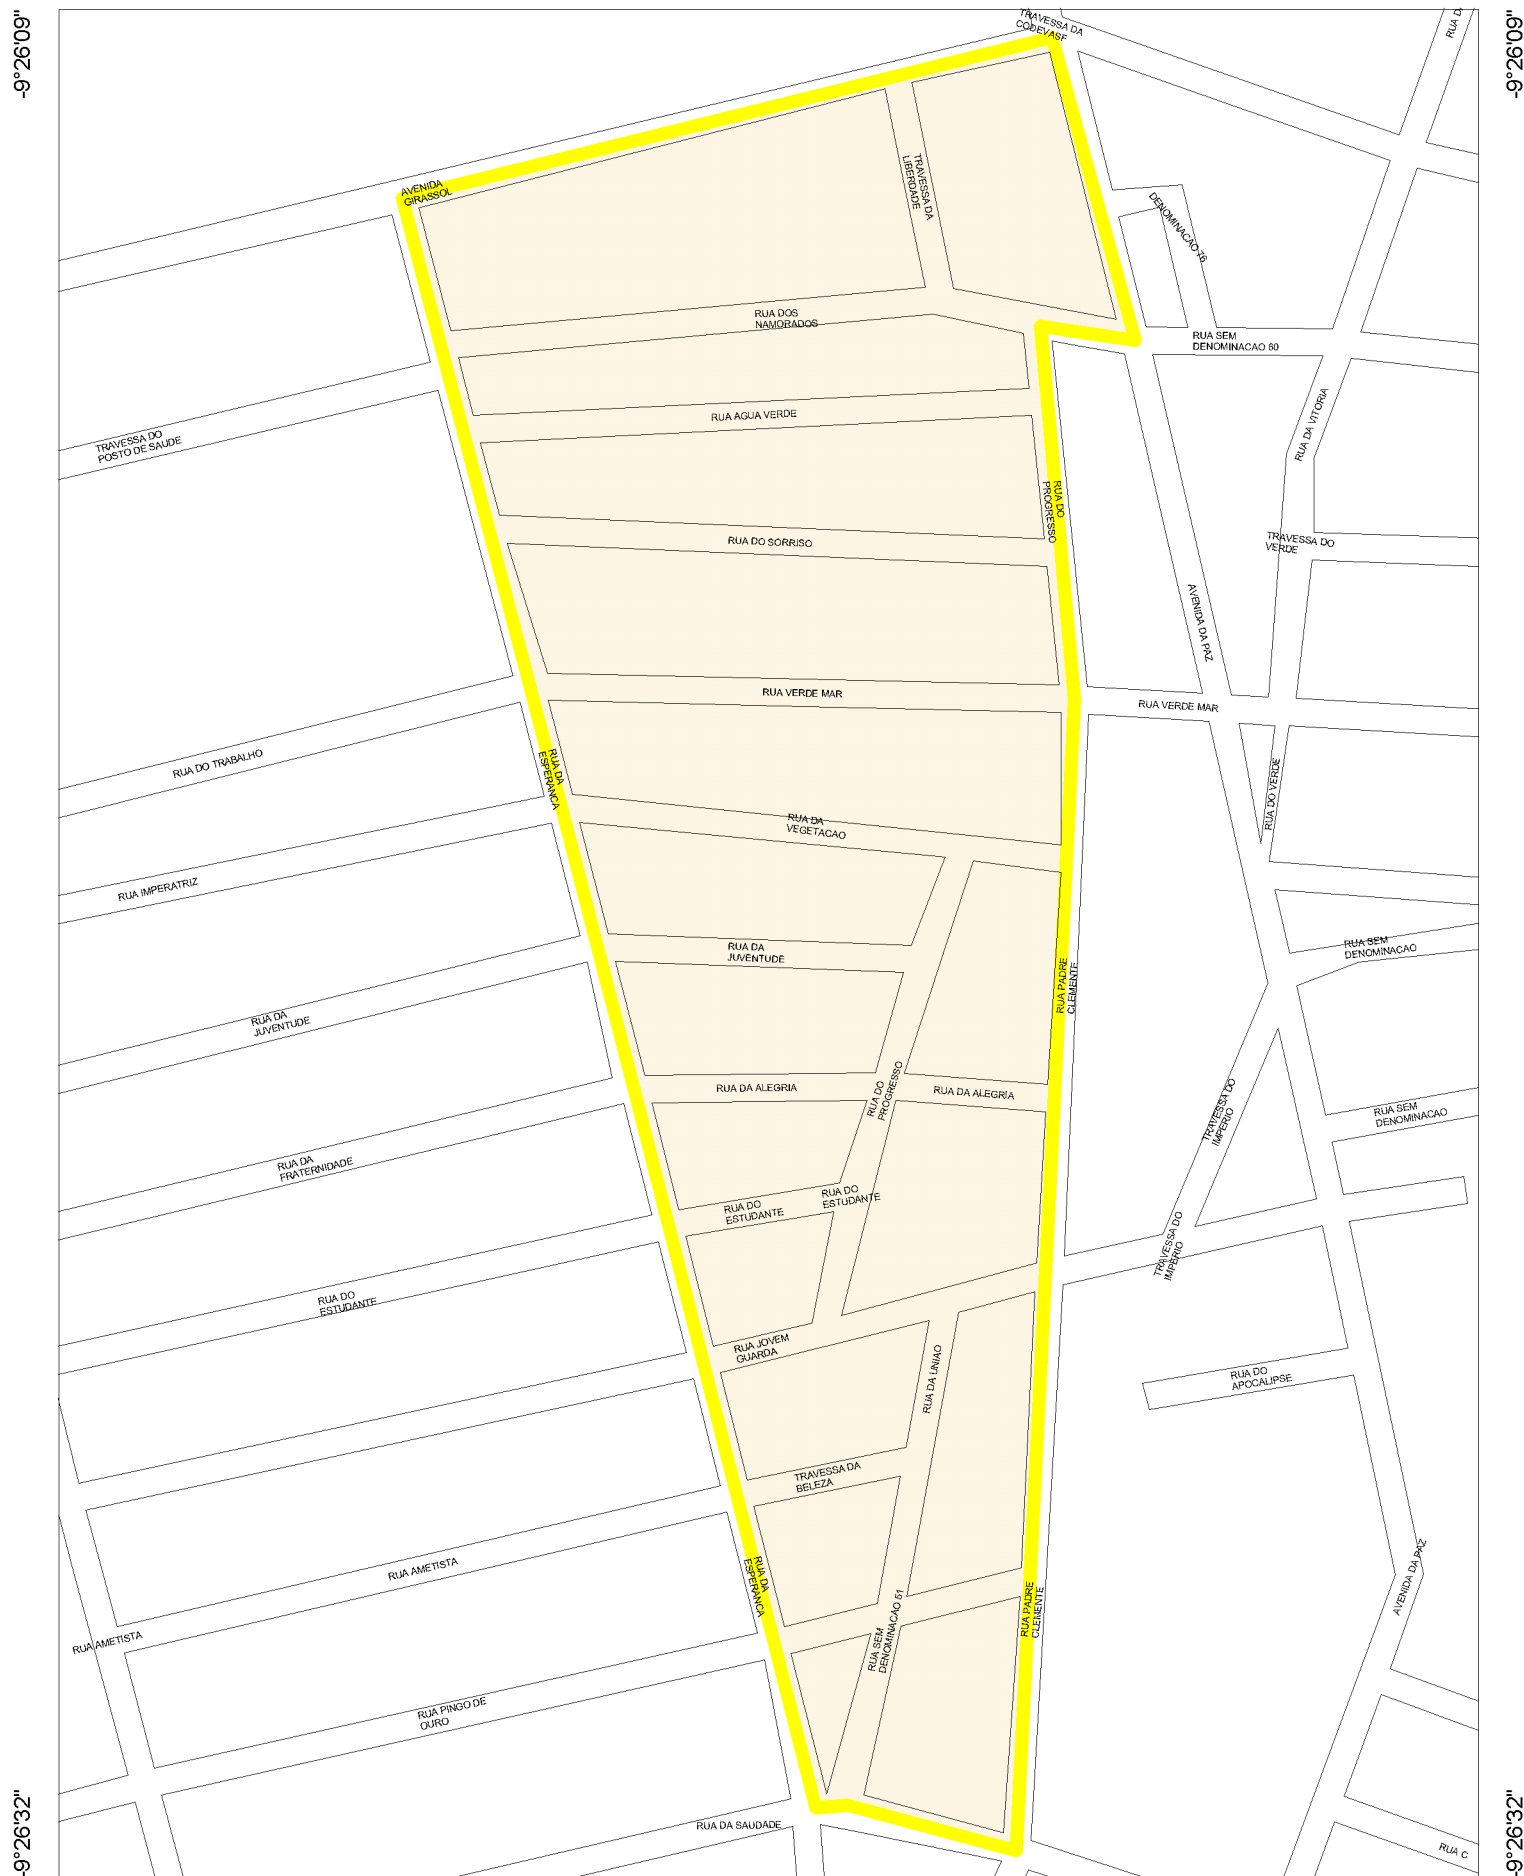 -9°26'09"
-9°26'09"
TRAVESSA DA
CODEVASF
RUA D
AVENIDA
GIRASSOL
TRAVESSA DA
LIBERDADE
DENOMINACAO 76
RUA DOS
NAMORADOS
RUA SEM
DENOMINACAO 60
RUA AGUA VERDE
RUA DA VITORIA
TRAVESSA DO
POSTO DE SAUDE
RUA DO
PROGRESSO
RUA DO SORRISO
TRAVESSA DO
VERDE
AVENIDA DA PAZ
RUA VERDE MAR
RUA VERDE MAR
RUA DO TRABALHO
RUA DA
ESPERANCA
RUA DO VERDE
RUA DA
VEGETACAO
RUA IMPERATRIZ
RUA DA
JUVENTUDE
RUA SEM
DENOMINACAO
RUA PADRE
CLEMENTE
RUA DA
JUVENTUDE
RUA DA ALEGRIA
RUA DO
PROGRESSO
RUA DA ALEGRIA
TRAVESSA DO
IMPERIO
RUA SEM
DENOMINACAO
RUA DA
FRATERNIDADE
RUA DO
ESTUDANTE
RUA DO
ESTUDANTE
TRAVESSA DO
IMPERIO
RUA DO
ESTUDANTE
RUA JOVEM
GUARDA
RUA DA UNIAO
RUA DO
APOCALIPSE
TRAVESSA DA
BELEZA
RUA AMETISTA
RUA DA
ESPERANCA
AVENIDA DA PAZ
RUA PADRE
CLEMENTE
RUA AMETISTA
RUA SEM
DENOMINACAO 51
RUA PINGO DE
OURO
RUA DA SAUDADE
RUA C
-9°26'32"
-9°26'32"